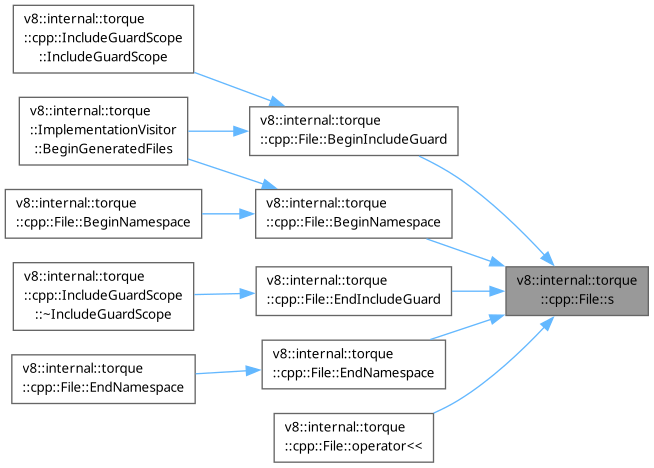 v8::internal::torque
::cpp::IncludeGuardScope
::IncludeGuardScope
v8::internal::torque
::ImplementationVisitor
::BeginGeneratedFiles
v8::internal::torque
::cpp::File::BeginNamespace
v8::internal::torque
::cpp::IncludeGuardScope
::~IncludeGuardScope
v8::internal::torque
::cpp::File::EndNamespace
v8::internal::torque
::cpp::File::BeginIncludeGuard
v8::internal::torque
::cpp::File::BeginNamespace
v8::internal::torque
::cpp::File::EndIncludeGuard
v8::internal::torque
::cpp::File::EndNamespace
v8::internal::torque
::cpp::File::operator<<
v8::internal::torque
::cpp::File::s